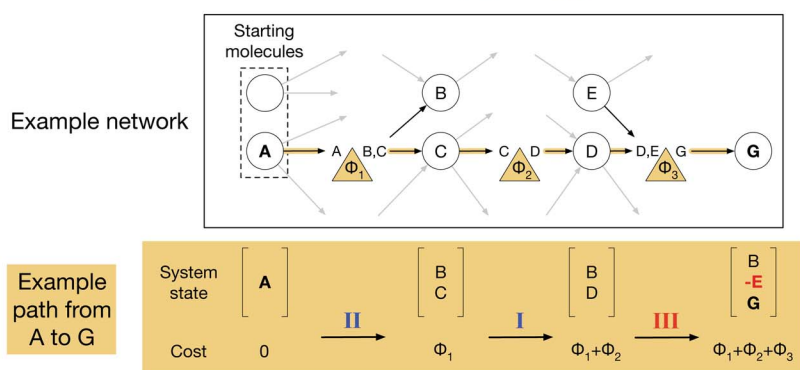 Starting
molecules
Example network
B
E
A
A
B,C
Φ1
C
C
D
Φ2
D
D,E
G
Φ3
G
Example
path from
A to G
System
state
A
B
C
B
D
B
-E
G
II
I
III
Cost
0
Φ1
Φ1+Φ2
Φ1+Φ2+Φ3